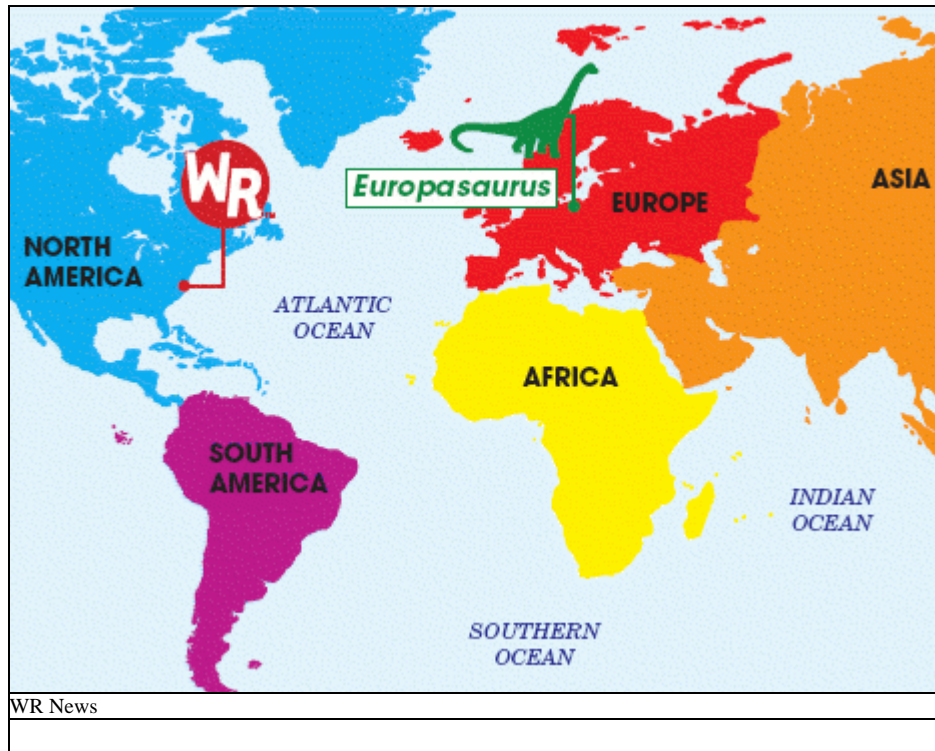 WR
Europasaurus
EUROPE
ASIA
NORTH
AMERICA
ATLANTIC
OCEAN
AFRICA
SOUTH
AMERICA
INDIAN
OCEAN
SOUTHERN
OCEAN
WR News